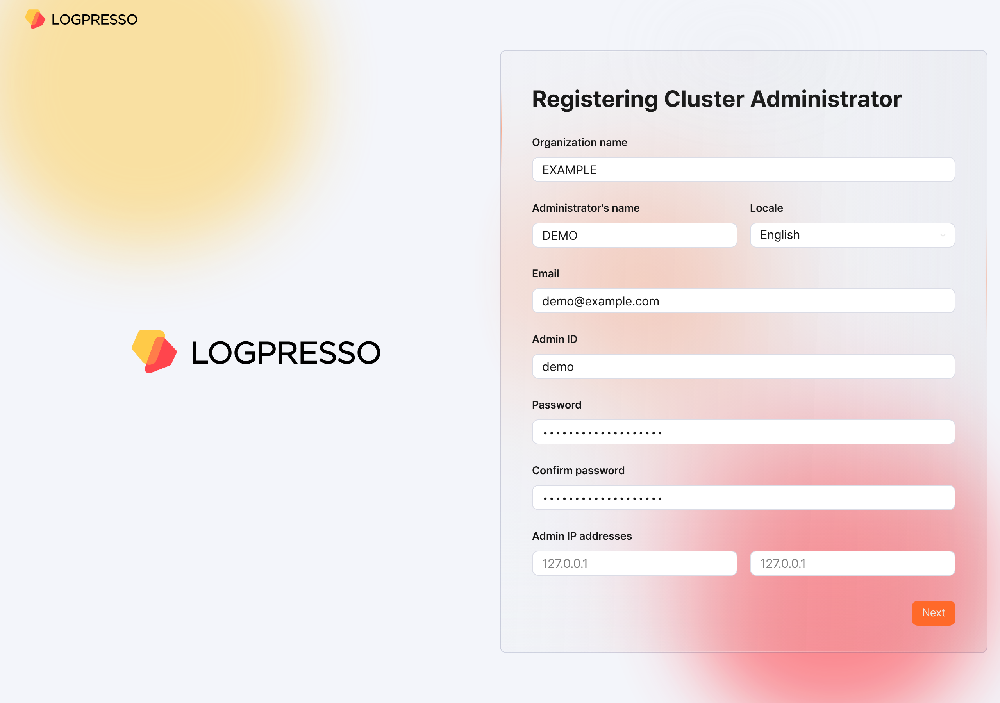 LOGPRESSO
LOGPRESSO
Registering Cluster Administrator
Organization name
EXAMPLE
Administrator's name
Locale
DEMO
English
Email
demo@example.com
Admin ID
demo
Password
•••••••••••••••••••
Confirm password
•••••••••••••••••••
Admin IP addresses
127.0.0.1
127.0.0.1
Next